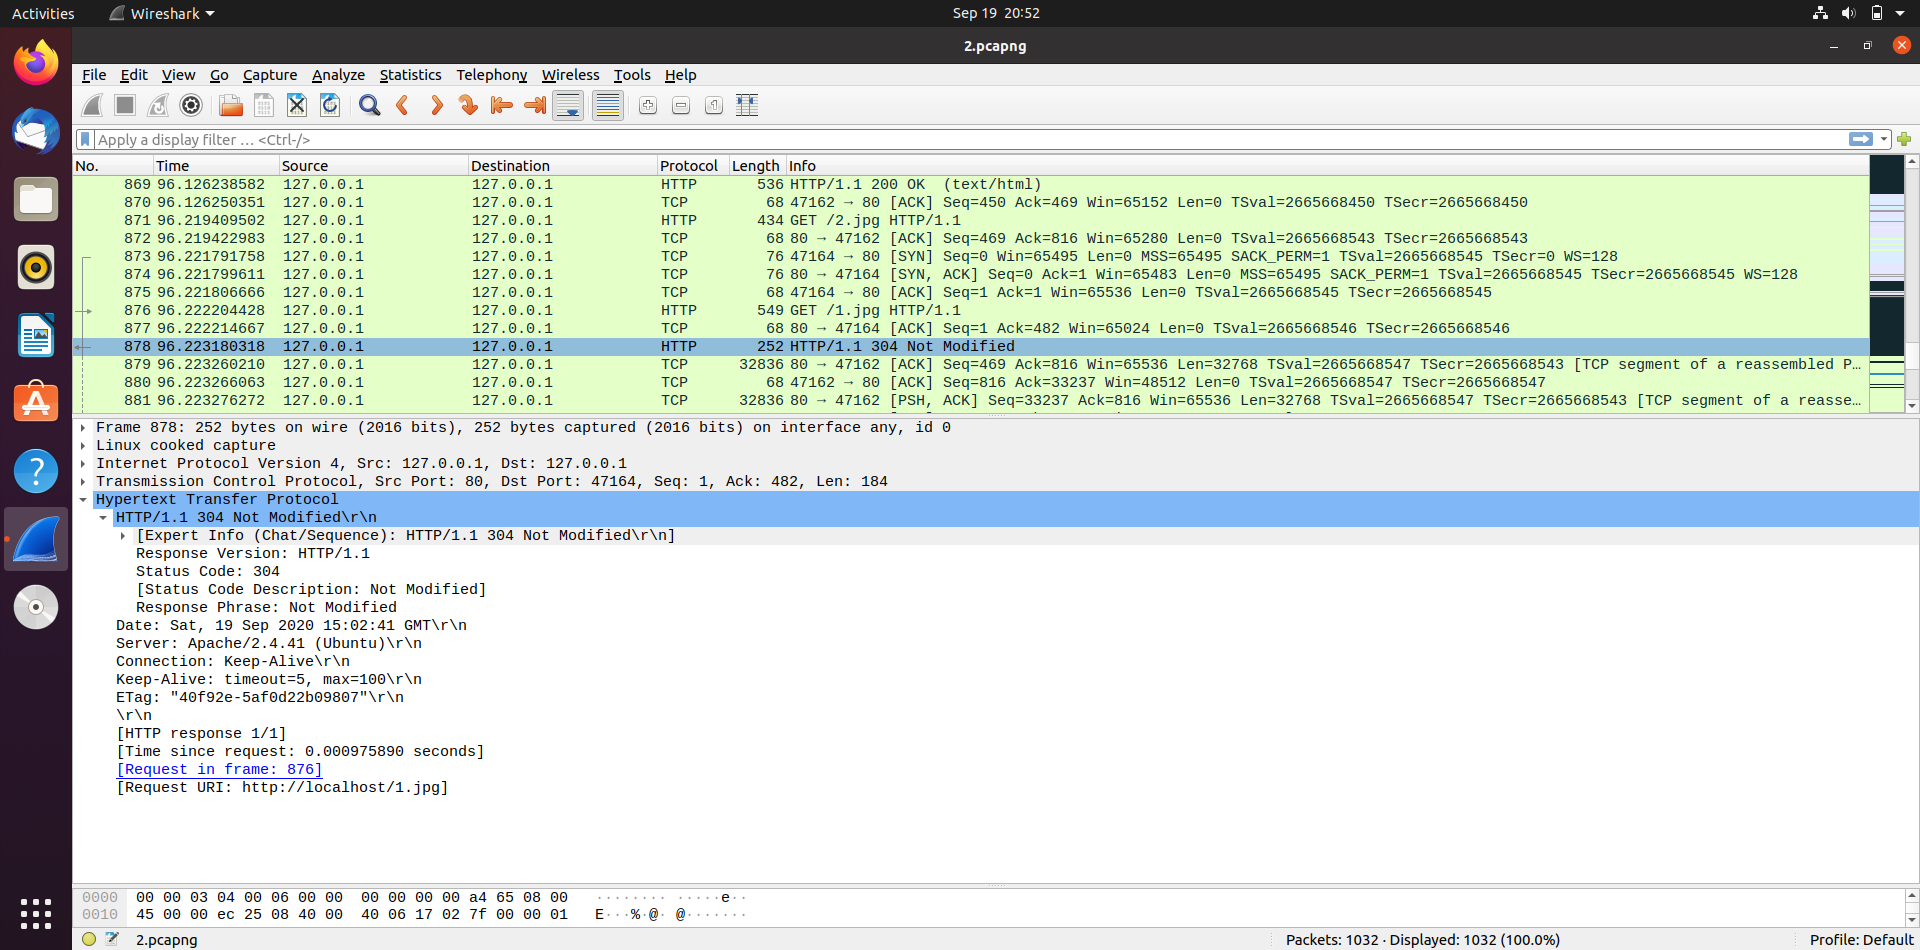 Activities Wireshark Sep 19 20:52
2.pcapng
File Edit View Go Capture Analyze Statistics Telephony Wireless Tools Help
Apply a display filter … <Ctrl-/>
No. Time Source Destination Protocol Length Info
869 96.126238582 127.0.0.1 127.0.0.1 HTTP 536 HTTP/1.1 200 OK (text/html)
870 96.126250351 127.0.0.1 127.0.0.1 TCP 68 47162 → 80 [ACK] Seq=450 Ack=469 Win=65152 Len=0 TSval=2665668450 TSecr=2665668450
871 96.219409502 127.0.0.1 127.0.0.1 HTTP 434 GET /2.jpg HTTP/1.1
872 96.219422983 127.0.0.1 127.0.0.1 TCP 68 80 → 47162 [ACK] Seq=469 Ack=816 Win=65280 Len=0 TSval=2665668543 TSecr=2665668543
873 96.221791758 127.0.0.1 127.0.0.1 TCP 76 47164 → 80 [SYN] Seq=0 Win=65495 Len=0 MSS=65495 SACK_PERM=1 TSval=2665668545 TSecr=0 WS=128
874 96.221799611 127.0.0.1 127.0.0.1 TCP 76 80 → 47164 [SYN, ACK] Seq=0 Ack=1 Win=65483 Len=0 MSS=65495 SACK_PERM=1 TSval=2665668545 TSecr=2665668545 WS=128
875 96.221806666 127.0.0.1 127.0.0.1 TCP 68 47164 → 80 [ACK] Seq=1 Ack=1 Win=65536 Len=0 TSval=2665668545 TSecr=2665668545
876 96.222204428 127.0.0.1 127.0.0.1 HTTP 549 GET /1.jpg HTTP/1.1
877 96.222214667 127.0.0.1 127.0.0.1 TCP 68 80 → 47164 [ACK] Seq=1 Ack=482 Win=65024 Len=0 TSval=2665668546 TSecr=2665668546
878 96.223180318 127.0.0.1 127.0.0.1 HTTP 252 HTTP/1.1 304 Not Modified
879 96.223260210 127.0.0.1 127.0.0.1 TCP 32836 80 → 47162 [ACK] Seq=469 Ack=816 Win=65536 Len=32768 TSval=2665668547 TSecr=2665668543 [TCP segment of a reassembled P…
880 96.223266063 127.0.0.1 127.0.0.1 TCP 68 47162 → 80 [ACK] Seq=816 Ack=33237 Win=48512 Len=0 TSval=2665668547 TSecr=2665668547
881 96.223276272 127.0.0.1 127.0.0.1 TCP 32836 80 → 47162 [PSH, ACK] Seq=33237 Ack=816 Win=65536 Len=32768 TSval=2665668547 TSecr=2665668543 [TCP segment of a reasse…
Frame 878: 252 bytes on wire (2016 bits), 252 bytes captured (2016 bits) on interface any, id 0
Linux cooked capture
Internet Protocol Version 4, Src: 127.0.0.1, Dst: 127.0.0.1
Transmission Control Protocol, Src Port: 80, Dst Port: 47164, Seq: 1, Ack: 482, Len: 184
Hypertext Transfer Protocol
HTTP/1.1 304 Not Modified\r\n
[Expert Info (Chat/Sequence): HTTP/1.1 304 Not Modified\r\n]
Response Version: HTTP/1.1
Status Code: 304
[Status Code Description: Not Modified]
Response Phrase: Not Modified
Date: Sat, 19 Sep 2020 15:02:41 GMT\r\n
Server: Apache/2.4.41 (Ubuntu)\r\n
Connection: Keep-Alive\r\n
Keep-Alive: timeout=5, max=100\r\n
ETag: "40f92e-5af0d22b09807"\r\n
\r\n
[HTTP response 1/1]
[Time since request: 0.000975890 seconds]
[Request in frame: 876]
[Request URI: http://localhost/1.jpg]
0000 00 00 03 04 00 06 00 00 00 00 00 00 a4 65 08 00 ········ ·····e··
0010 45 00 00 ec 25 08 40 00 40 06 17 02 7f 00 00 01 E···%·@· @·······
2.pcapng Packets: 1032 · Displayed: 1032 (100.0%) Profile: Default